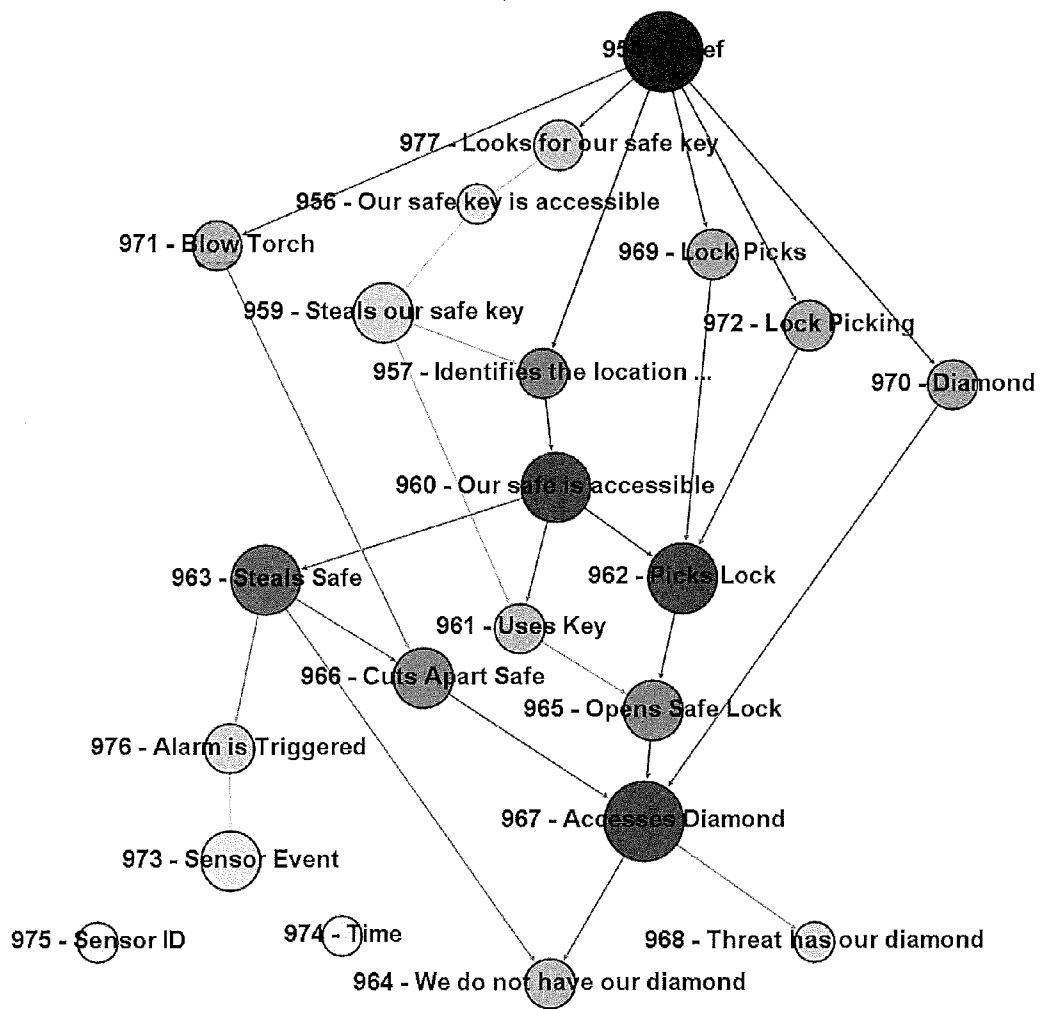 977 - Looks for our safe key
956 - Our safe key is accessible
971 - Blow Torch
969 - Lock Picks
959 - Steals our safe key
972 - Lock Picking
957 - Identifies the location ...
970 - Diamond
960 - Our safe is accessible
963 - Steals Safe
962 - Picks Lock
961 - Uses Key
966 - Cuts Apart Safe
965 - Opens Safe Lock
976 - Alarm is Triggered
967 - Accesses Diamond
973 - Sensor Event
975 - Sensor ID
974 - Time
968 - Threat has our diamond
964 - We do not have our diamond